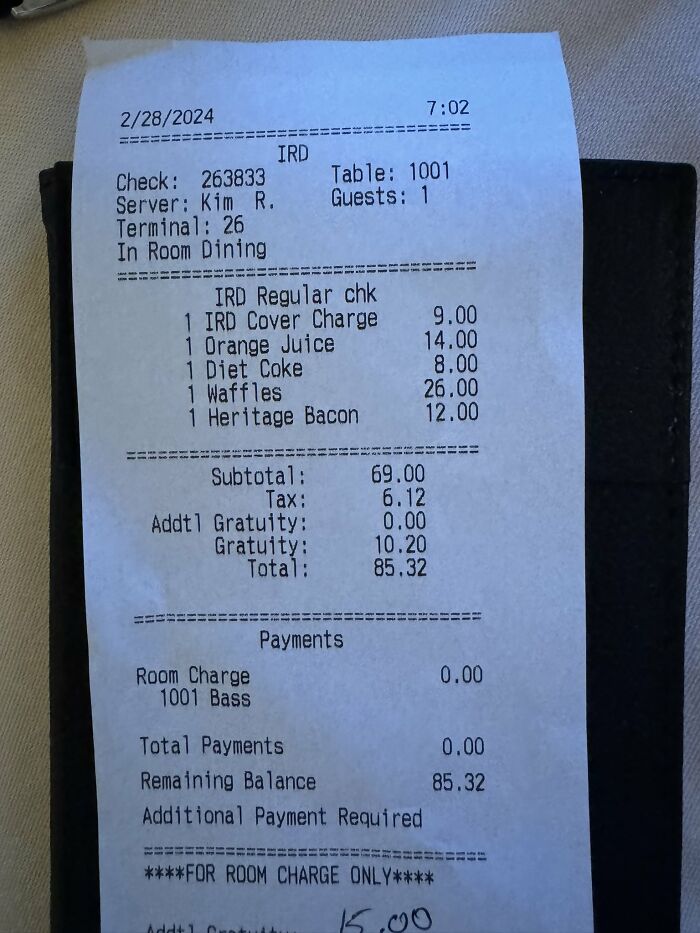 2/28/2024 7:02
IRD
Check: 263833 Table: 1001
Server: Kim R. Guests: 1
Terminal: 26
In Room Dining
IRD Regular chk
1 IRD Cover Charge 9.00
1 Orange Juice 14.00
1 Diet Coke 8.00
1 Waffles 26.00
1 Heritage Bacon 12.00
Subtotal: 69.00
Tax: 6.12
Addtl Gratuity: 0.00
Gratuity: 10.20
Total: 85.32
Payments
Room Charge 0.00
1001 Bass
Total Payments 0.00
Remaining Balance 85.32
Additional Payment Required
****FOR ROOM CHARGE ONLY****
Addtl Gratuity: 15.00